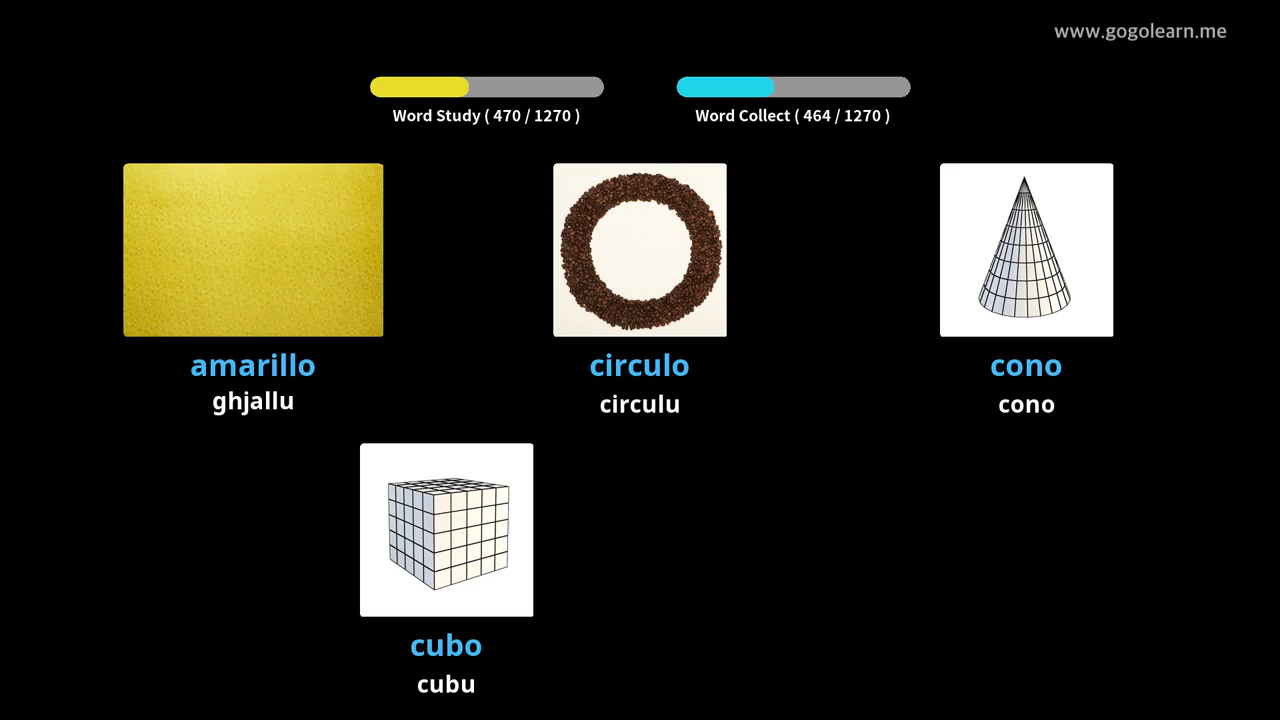 www.gogolearn.me
Word Study ( 470 / 1270 )
Word Collect ( 464 / 1270 )
amarillo
ghjallu
circulo
circulu
cono
cono
cubo
cubu